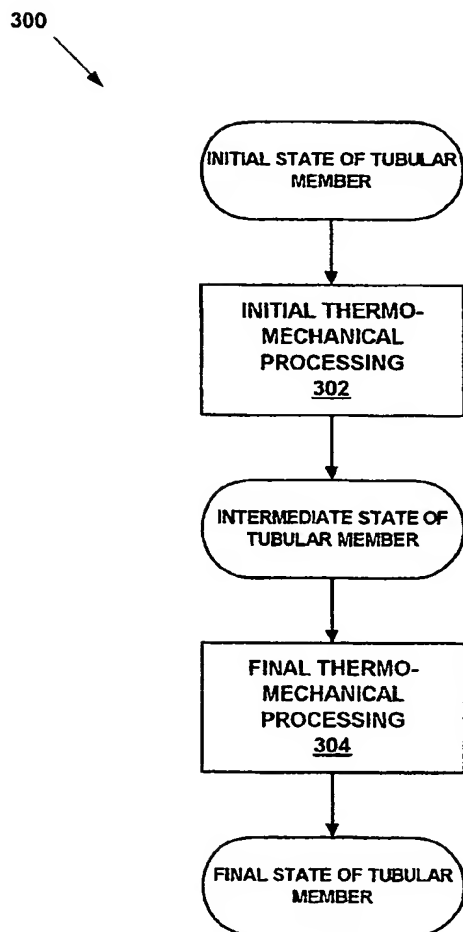 300
INITIAL STATE OF TUBULAR
MEMBER
INITIAL THERMO-
MECHANICAL
PROCESSING
302
INTERMEDIATE STATE OF
TUBULAR MEMBER
FINAL THERMO-
MECHANICAL
PROCESSING
304
FINAL STATE OF TUBULAR
MEMBER